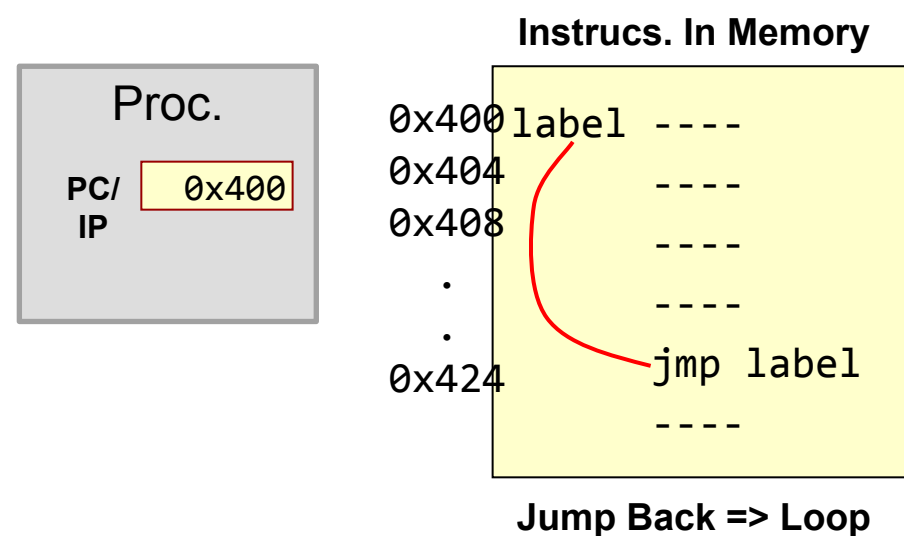 Instrucs. In Memory
Proc.
PC/
IP
0x400
0x400
label ----
0x404
----
0x408
----
.
----
.
0x424
jmp label
----
Jump Back => Loop